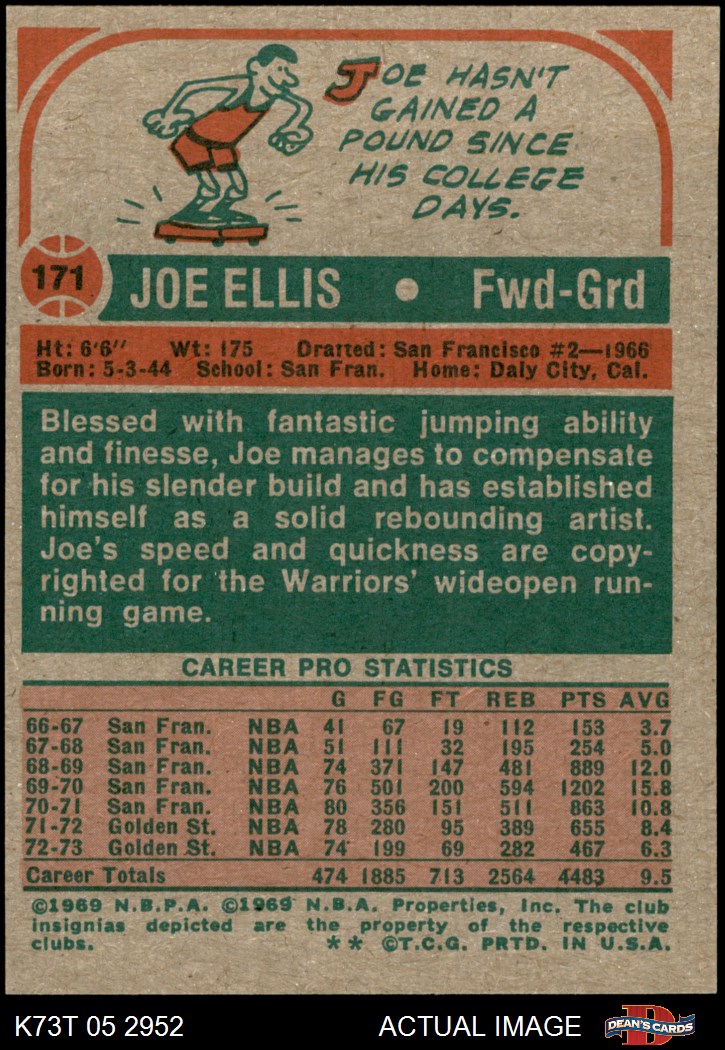 JOE HASN'T
GAINED A
POUND SINCE
HIS COLLEGE
DAYS.
171 JOE ELLIS • Fwd-Grd
Ht: 6'6" Wt: 175 Drafted: San Francisco #2—1966
Born: 5-3-44 School: San Fran. Home: Daly City, Cal.
Blessed with fantastic jumping ability
and finesse, Joe manages to compensate
for his slender build and has established
himself as a solid rebounding artist.
Joe's speed and quickness are copy-
righted for the Warriors' wideopen run-
ning game.
CAREER PRO STATISTICS
G FG FT REB PTS AVG
66-67 San Fran. NBA 41 67 19 112 153 3.7
67-68 San Fran. NBA 51 111 32 195 254 5.0
68-69 San Fran. NBA 74 371 147 481 889 12.0
69-70 San Fran. NBA 76 501 200 594 1202 15.8
70-71 San Fran. NBA 80 356 151 511 863 10.8
71-72 Golden St. NBA 78 280 95 389 655 8.4
72-73 Golden St. NBA 74 199 69 282 467 6.3
Career Totals 474 1885 713 2564 4483 9.5
©1969 N.B.P.A. ©1969 N.B.A. Properties, Inc. The club
insignias depicted are the property of the respective
clubs. ** ©T.C.G. PRTD. IN U.S.A.
K73T 05 2952 ACTUAL IMAGE D DEAN'S CARDS